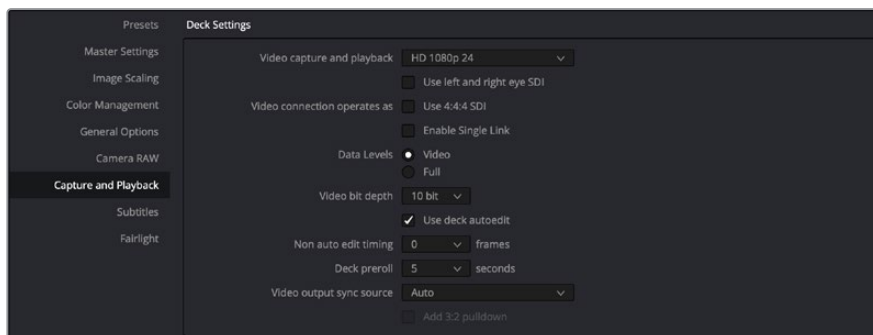 Presets
Master Settings
Image Scaling
Color Management
General Options
Camera RAW
Capture and Playback
Subtitles
Fairlight
Deck Settings
Video capture and playback HD 1080p 24
Use left and right eye SDI
Video connection operates as Use 4:4:4 SDI
Enable Single Link
Data Levels Video
Full
Video bit depth 10 bit
Use deck autoedit
Non auto edit timing 0 frames
Deck preroll 5 seconds
Video output sync source Auto
Add 3:2 pulldown